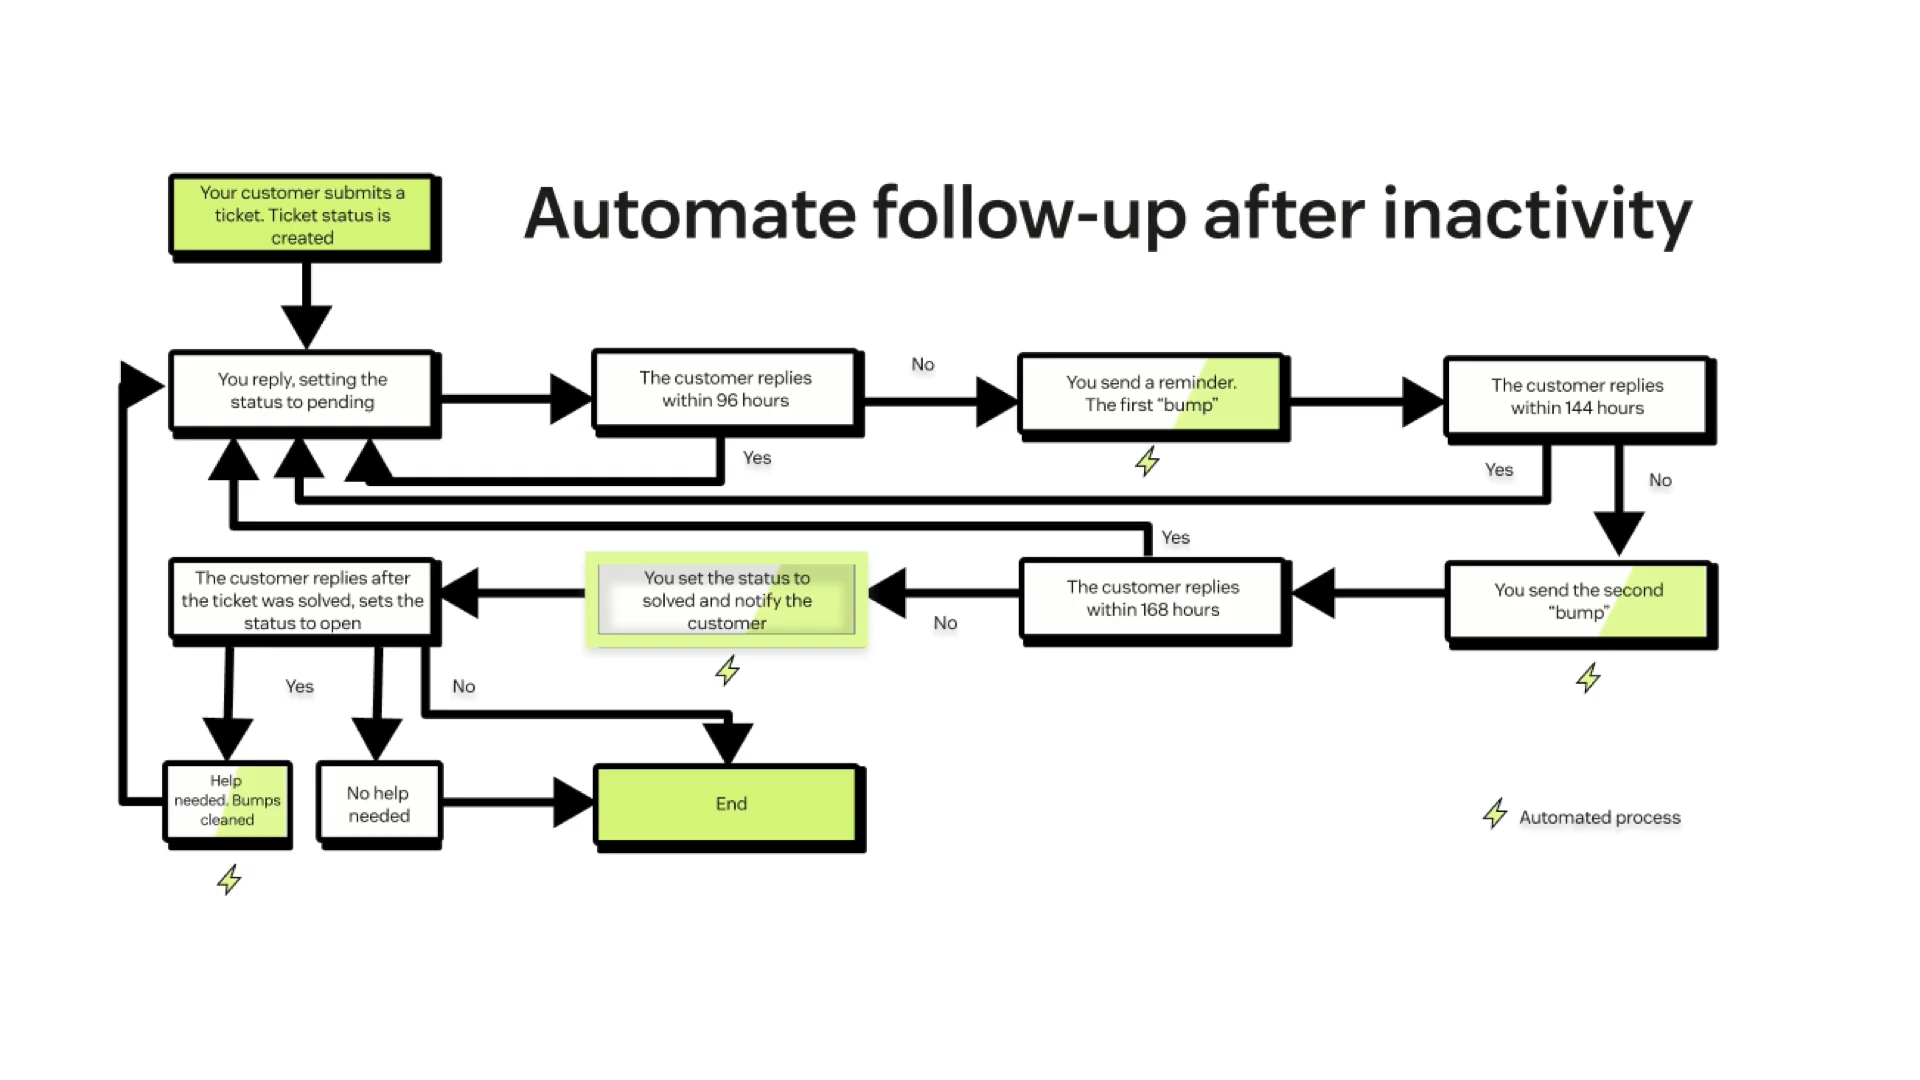 Your customer submits a
ticket. Ticket status is
created
Automate follow-up after inactivity
You reply, setting the
status to pending
The customer replies
within 96 hours
No
You send a reminder.
The first “bump”
The customer replies
within 144 hours
Yes
Yes
No
Yes
The customer replies after
the ticket was solved, sets the
status to open
You set the status to
solved and notify the
customer
No
The customer replies
within 168 hours
You send the second
“bump”
Yes
No
Help
needed. Bumps
cleaned
No help
needed
End
Automated process